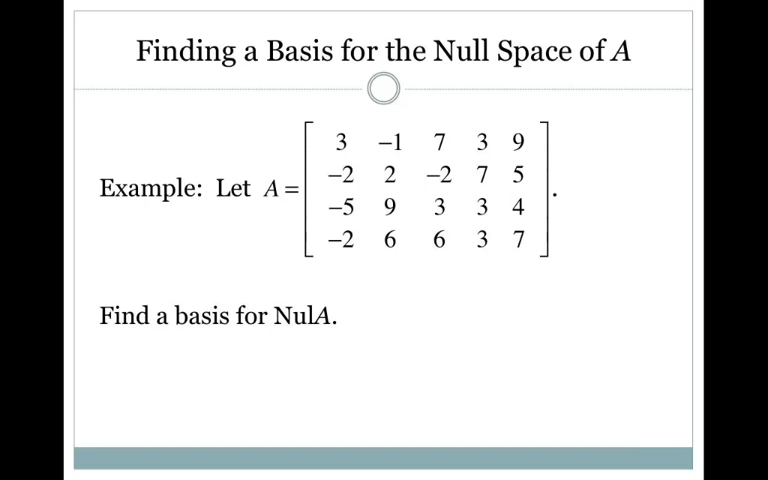 Finding a Basis for the Null Space of A
3 −1 7 3 9
−2 2 −2 7 5
Example: Let A = .
−5 9 3 3 4
−2 6 6 3 7
Find a basis for NulA.